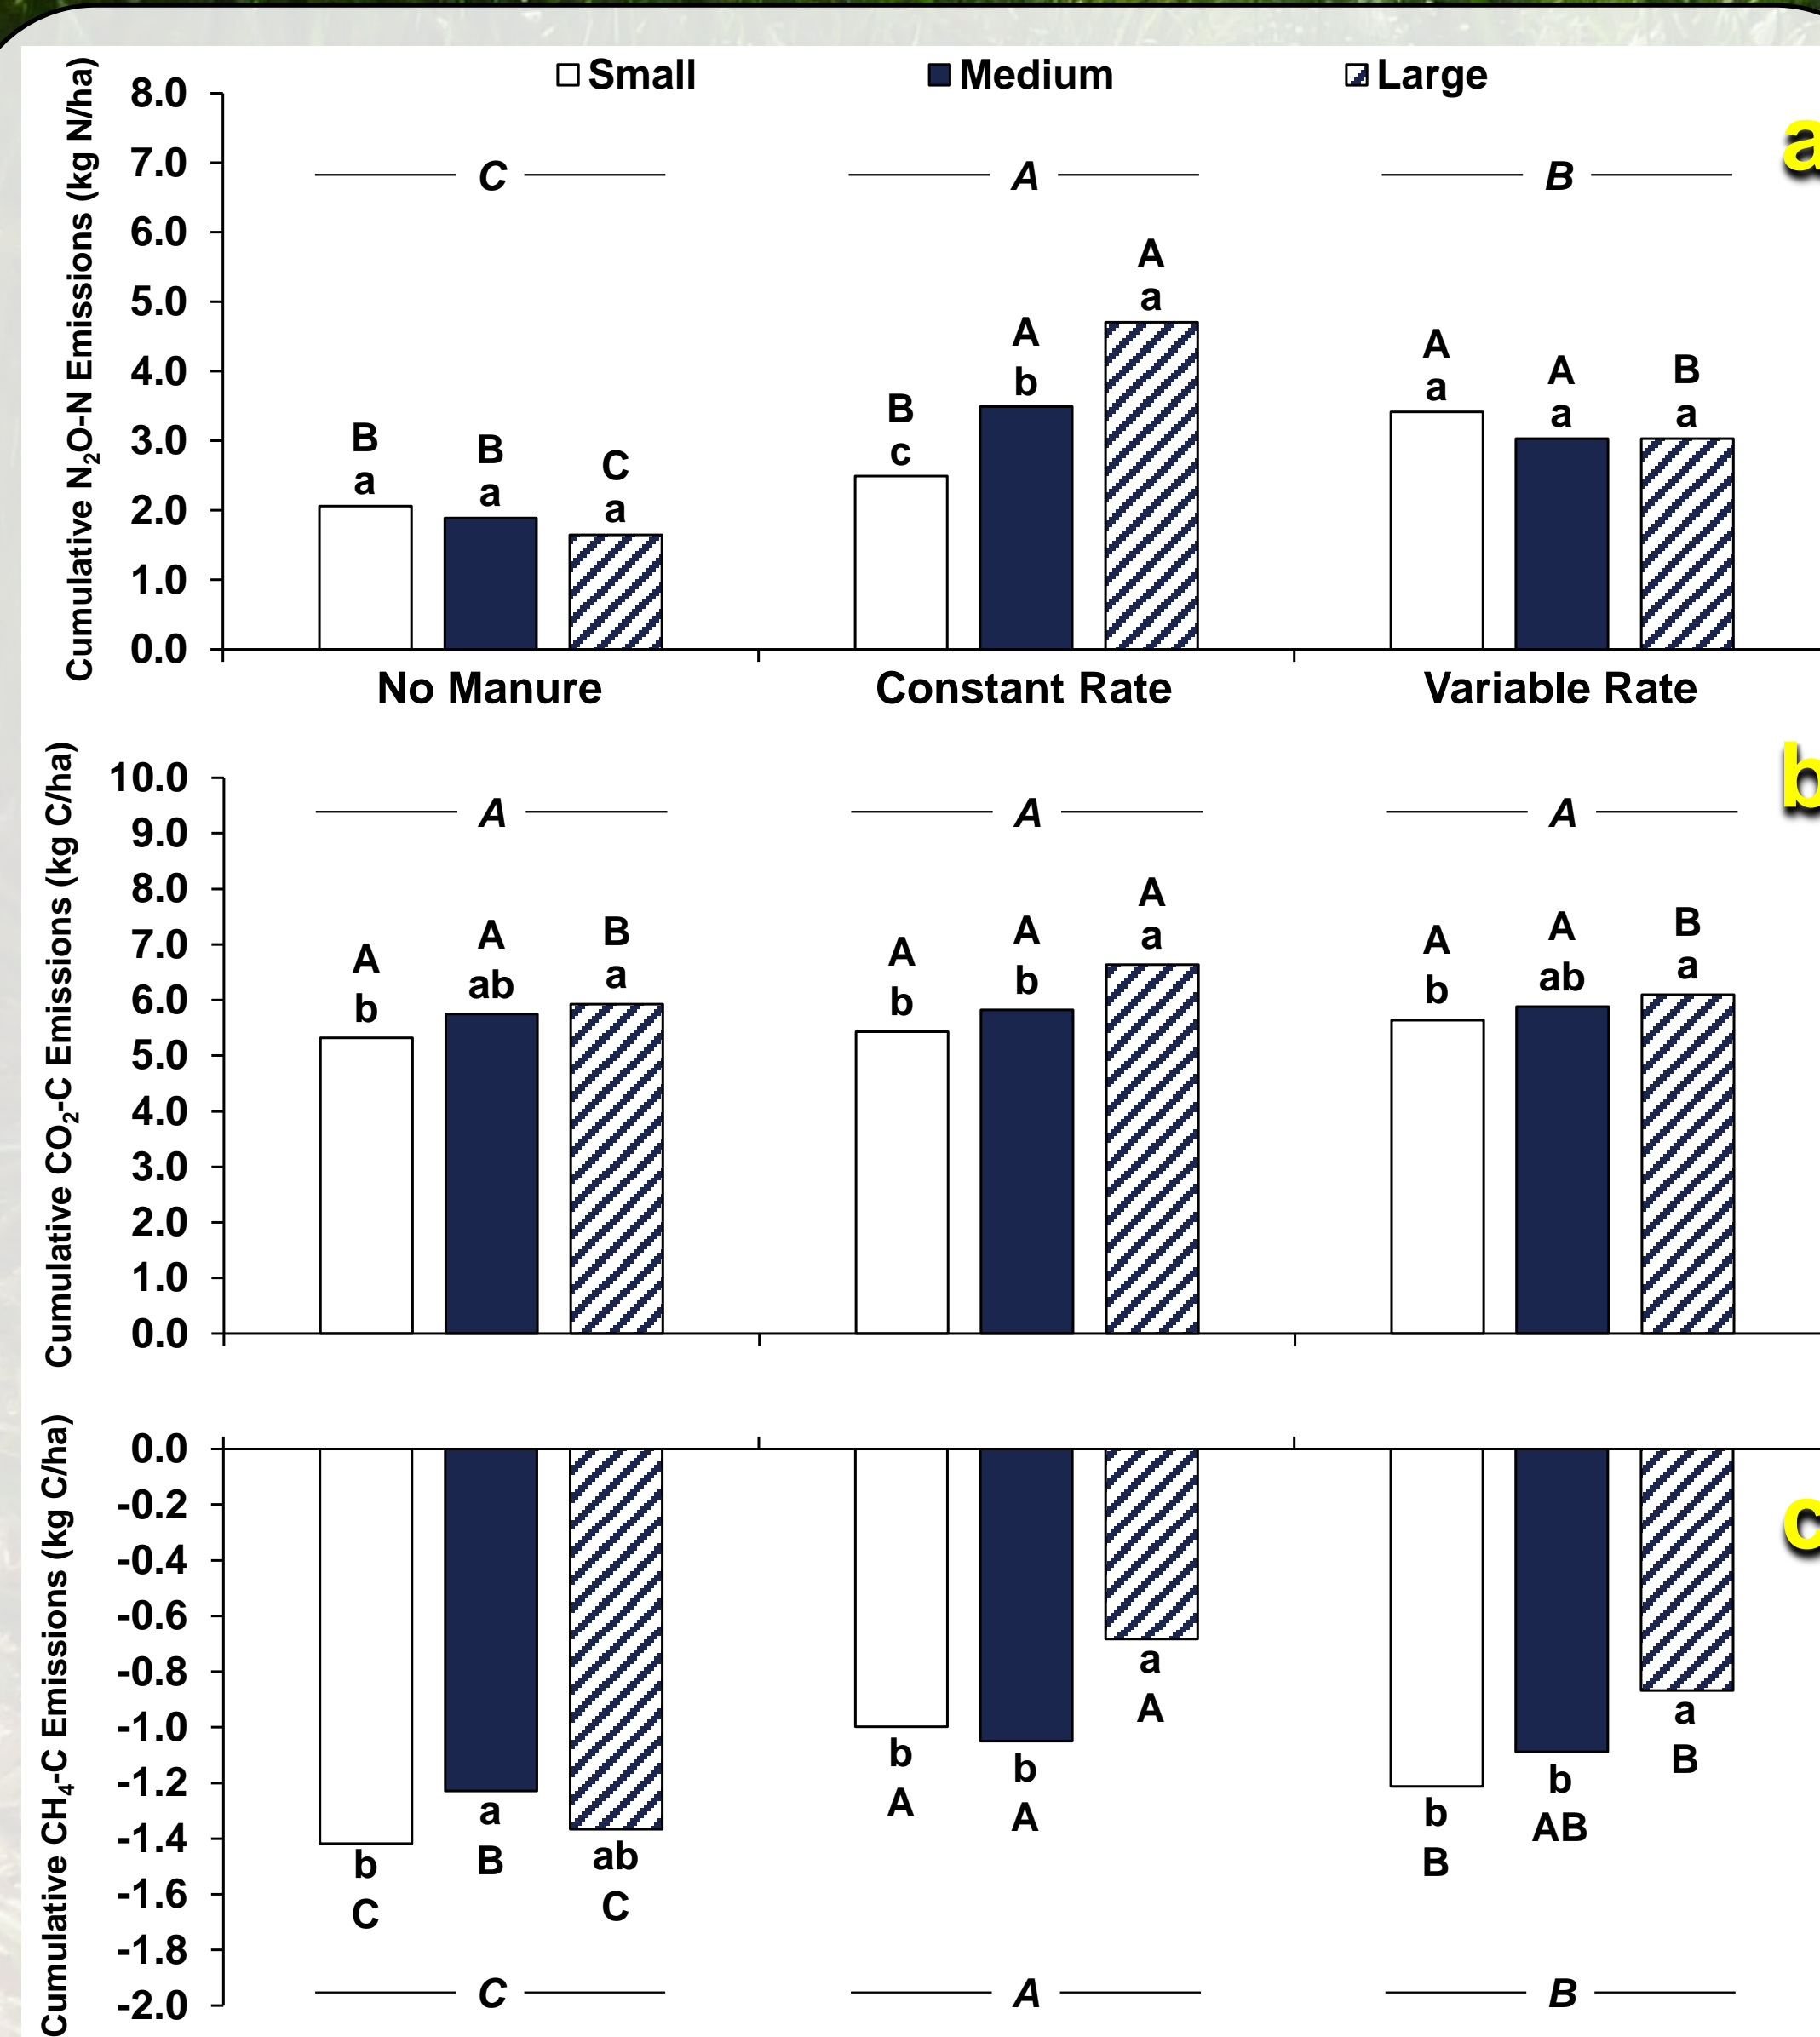 Small Medium Large
Cumulative N₂O-N Emissions (kg N/ha)
8.0
7.0
6.0
5.0
4.0
3.0
2.0
1.0
0.0
C A B
a
B
a
B
a
C
a
B
c
A
b
A
a
A
a
A
a
B
a
No Manure Constant Rate Variable Rate
Cumulative CO₂-C Emissions (kg C/ha)
10.0
9.0
8.0
7.0
6.0
5.0
4.0
3.0
2.0
1.0
0.0
A A A
b
A
b
A
ab
B
a
A
b
A
b
A
a
A
b
A
ab
B
a
Cumulative CH₄-C Emissions (kg C/ha)
0.0
-0.2
-0.4
-0.6
-0.8
-1.0
-1.2
-1.4
-1.6
-1.8
-2.0
c
b
C
a
B
ab
C
b
A
b
A
a
A
b
B
b
AB
a
B
C A B